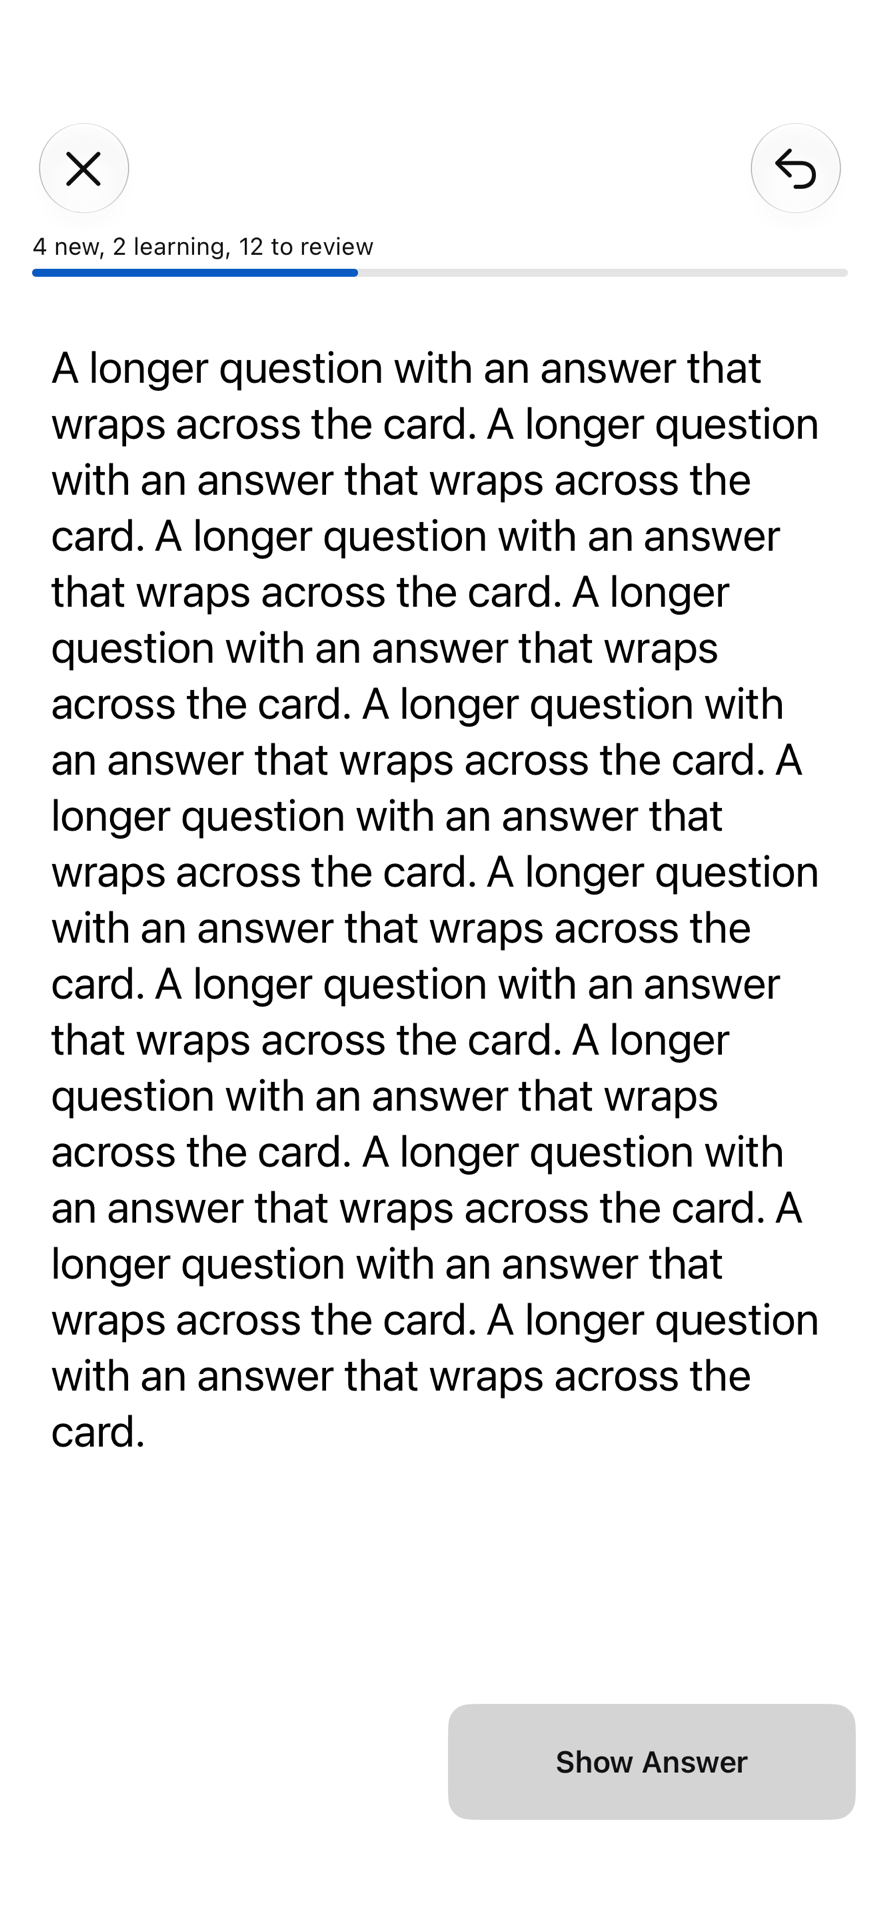 4 new, 2 learning, 12 to review
A longer question with an answer that
wraps across the card. A longer question
with an answer that wraps across the
card. A longer question with an answer
that wraps across the card. A longer
question with an answer that wraps
across the card. A longer question with
an answer that wraps across the card. A
longer question with an answer that
wraps across the card. A longer question
with an answer that wraps across the
card. A longer question with an answer
that wraps across the card. A longer
question with an answer that wraps
across the card. A longer question with
an answer that wraps across the card. A
longer question with an answer that
wraps across the card. A longer question
with an answer that wraps across the
card.
Show Answer